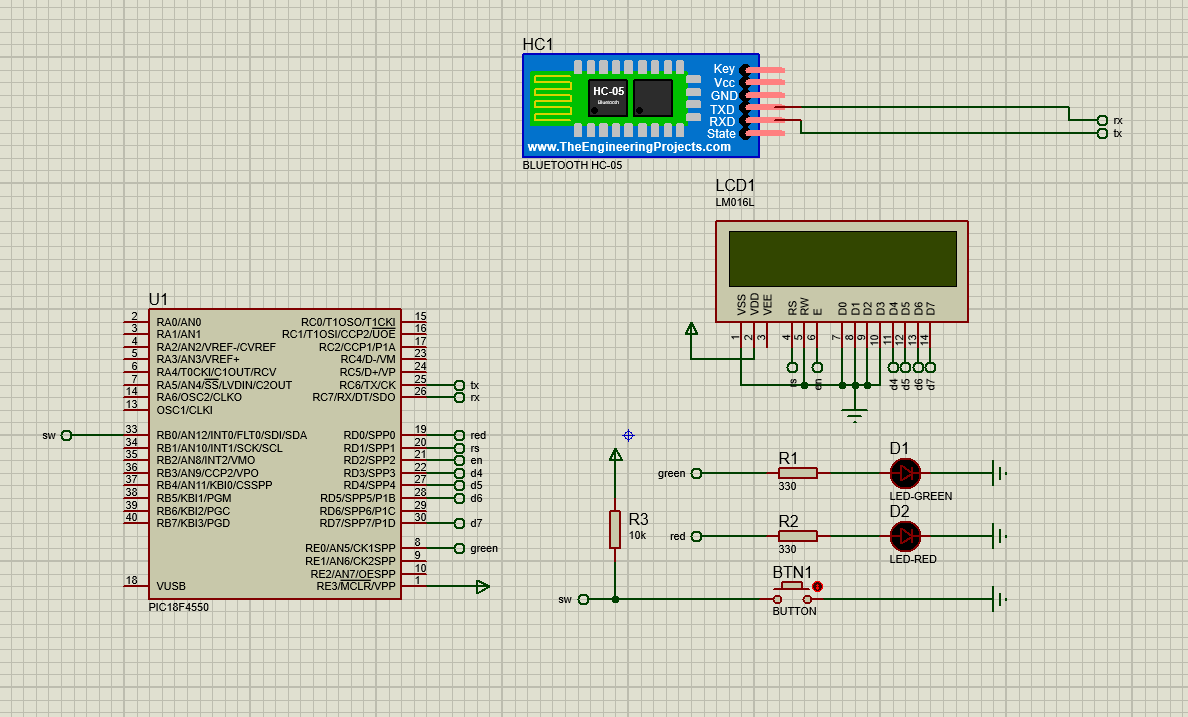 HC1
Key
Vcc
GND
TXD
RXD
State
HC-05
Bluetooth
www.TheEngineeringProjects.com
BLUETOOTH HC-05
rx
tx
LCD1
LM016L
VSS
VDD
VEE
RS
RW
E
D0
D1
D2
D3
D4
D5
D6
D7
1
2
3
4
5
6
7
8
9
10
11
12
13
14
rs
en
d4
d5
d6
d7
U1
2 RA0/AN0
3 RA1/AN1
4 RA2/AN2/VREF-/CVREF
5 RA3/AN3/VREF+
6 RA4/T0CKI/C1OUT/RCV
7 RA5/AN4/SS/LVDIN/C2OUT
14 RA6/OSC2/CLKO
13 OSC1/CLKI
sw 33 RB0/AN12/INT0/FLT0/SDI/SDA
34 RB1/AN10/INT1/SCK/SCL
35 RB2/AN8/INT2/VMO
36 RB3/AN9/CCP2/VPO
37 RB4/AN11/KBI0/CSSPP
38 RB5/KBI1/PGM
39 RB6/KBI2/PGC
40 RB7/KBI3/PGD
18 VUSB
RC0/T1OSO/T1CKI 15
RC1/T1OSI/CCP2/UOE 16
RC2/CCP1/P1A 17
RC4/D-/VM 23
RC5/D+/VP 24
RC6/TX/CK 25 tx
RC7/RX/DT/SDO 26 rx
RD0/SPP0 19 red
RD1/SPP1 20 rs
RD2/SPP2 21 en
RD3/SPP3 22 d4
RD4/SPP4 27 d5
RD5/SPP5/P1B 28 d6
RD6/SPP6/P1C 29
RD7/SPP7/P1D 30 d7
RE0/AN5/CK1SPP 8 green
RE1/AN6/CK2SPP 9
RE2/AN7/OESPP 10
RE3/MCLR/VPP 1
PIC18F4550
R3
10k
green
R1
330
D1
LED-GREEN
red
R2
330
D2
LED-RED
sw
BTN1
BUTTON